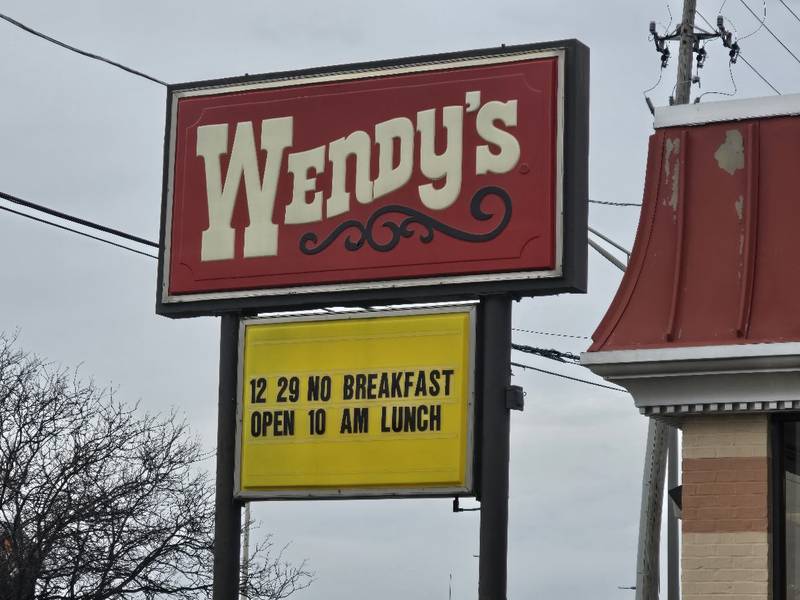 WENDY'S
12 29 NO BREAKFAST
OPEN 10 AM LUNCH